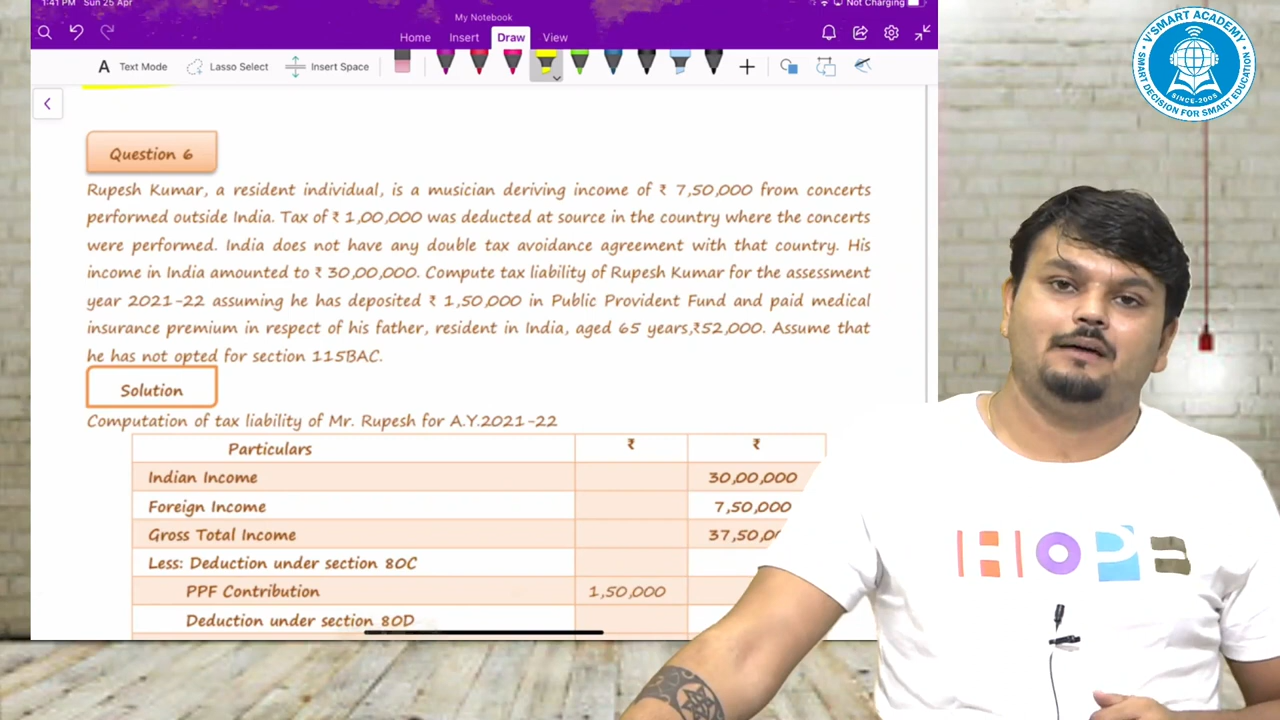 1:41 PM Sun 25 Apr
Not Charging
My Notebook
Home Insert Draw View
A Text Mode Lasso Select Insert Space
Question 6
Rupesh Kumar, a resident individual, is a musician deriving income of ₹ 7,50,000 from concerts
performed outside India. Tax of ₹ 1,00,000 was deducted at source in the country where the concerts
were performed. India does not have any double tax avoidance agreement with that country. His
income in India amounted to ₹ 30,00,000. Compute tax liability of Rupesh Kumar for the assessment
year 2021-22 assuming he has deposited ₹ 1,50,000 in Public Provident Fund and paid medical
insurance premium in respect of his father, resident in India, aged 65 years,₹52,000. Assume that
he has not opted for section 115BAC.
Solution
Computation of tax liability of Mr. Rupesh for A.Y.2021-22
Particulars ₹ ₹
Indian Income 30,00,000
Foreign Income 7,50,000
Gross Total Income 37,50,00
Less: Deduction under section 80C
PPF Contribution 1,50,000
Deduction under section 80D
V'SMART ACADEMY
SINCE-2005
SMART DECISION FOR SMART EDUCATION
HOPE